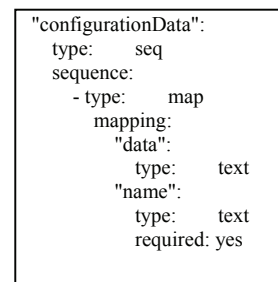 "configurationData":
type: seq
sequence:
- type: map
mapping:
"data":
type: text
"name":
type: text
required: yes